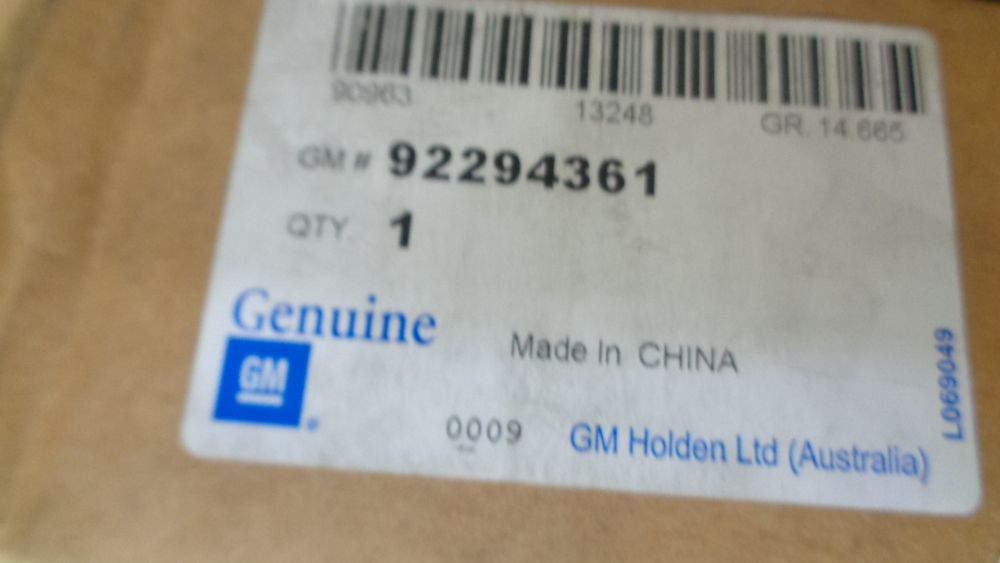 90963 13248 GR. 14.665
GM # 92294361
QTY. 1
Genuine
GM
Made In CHINA
0009 GM Holden Ltd (Australia)
L069049